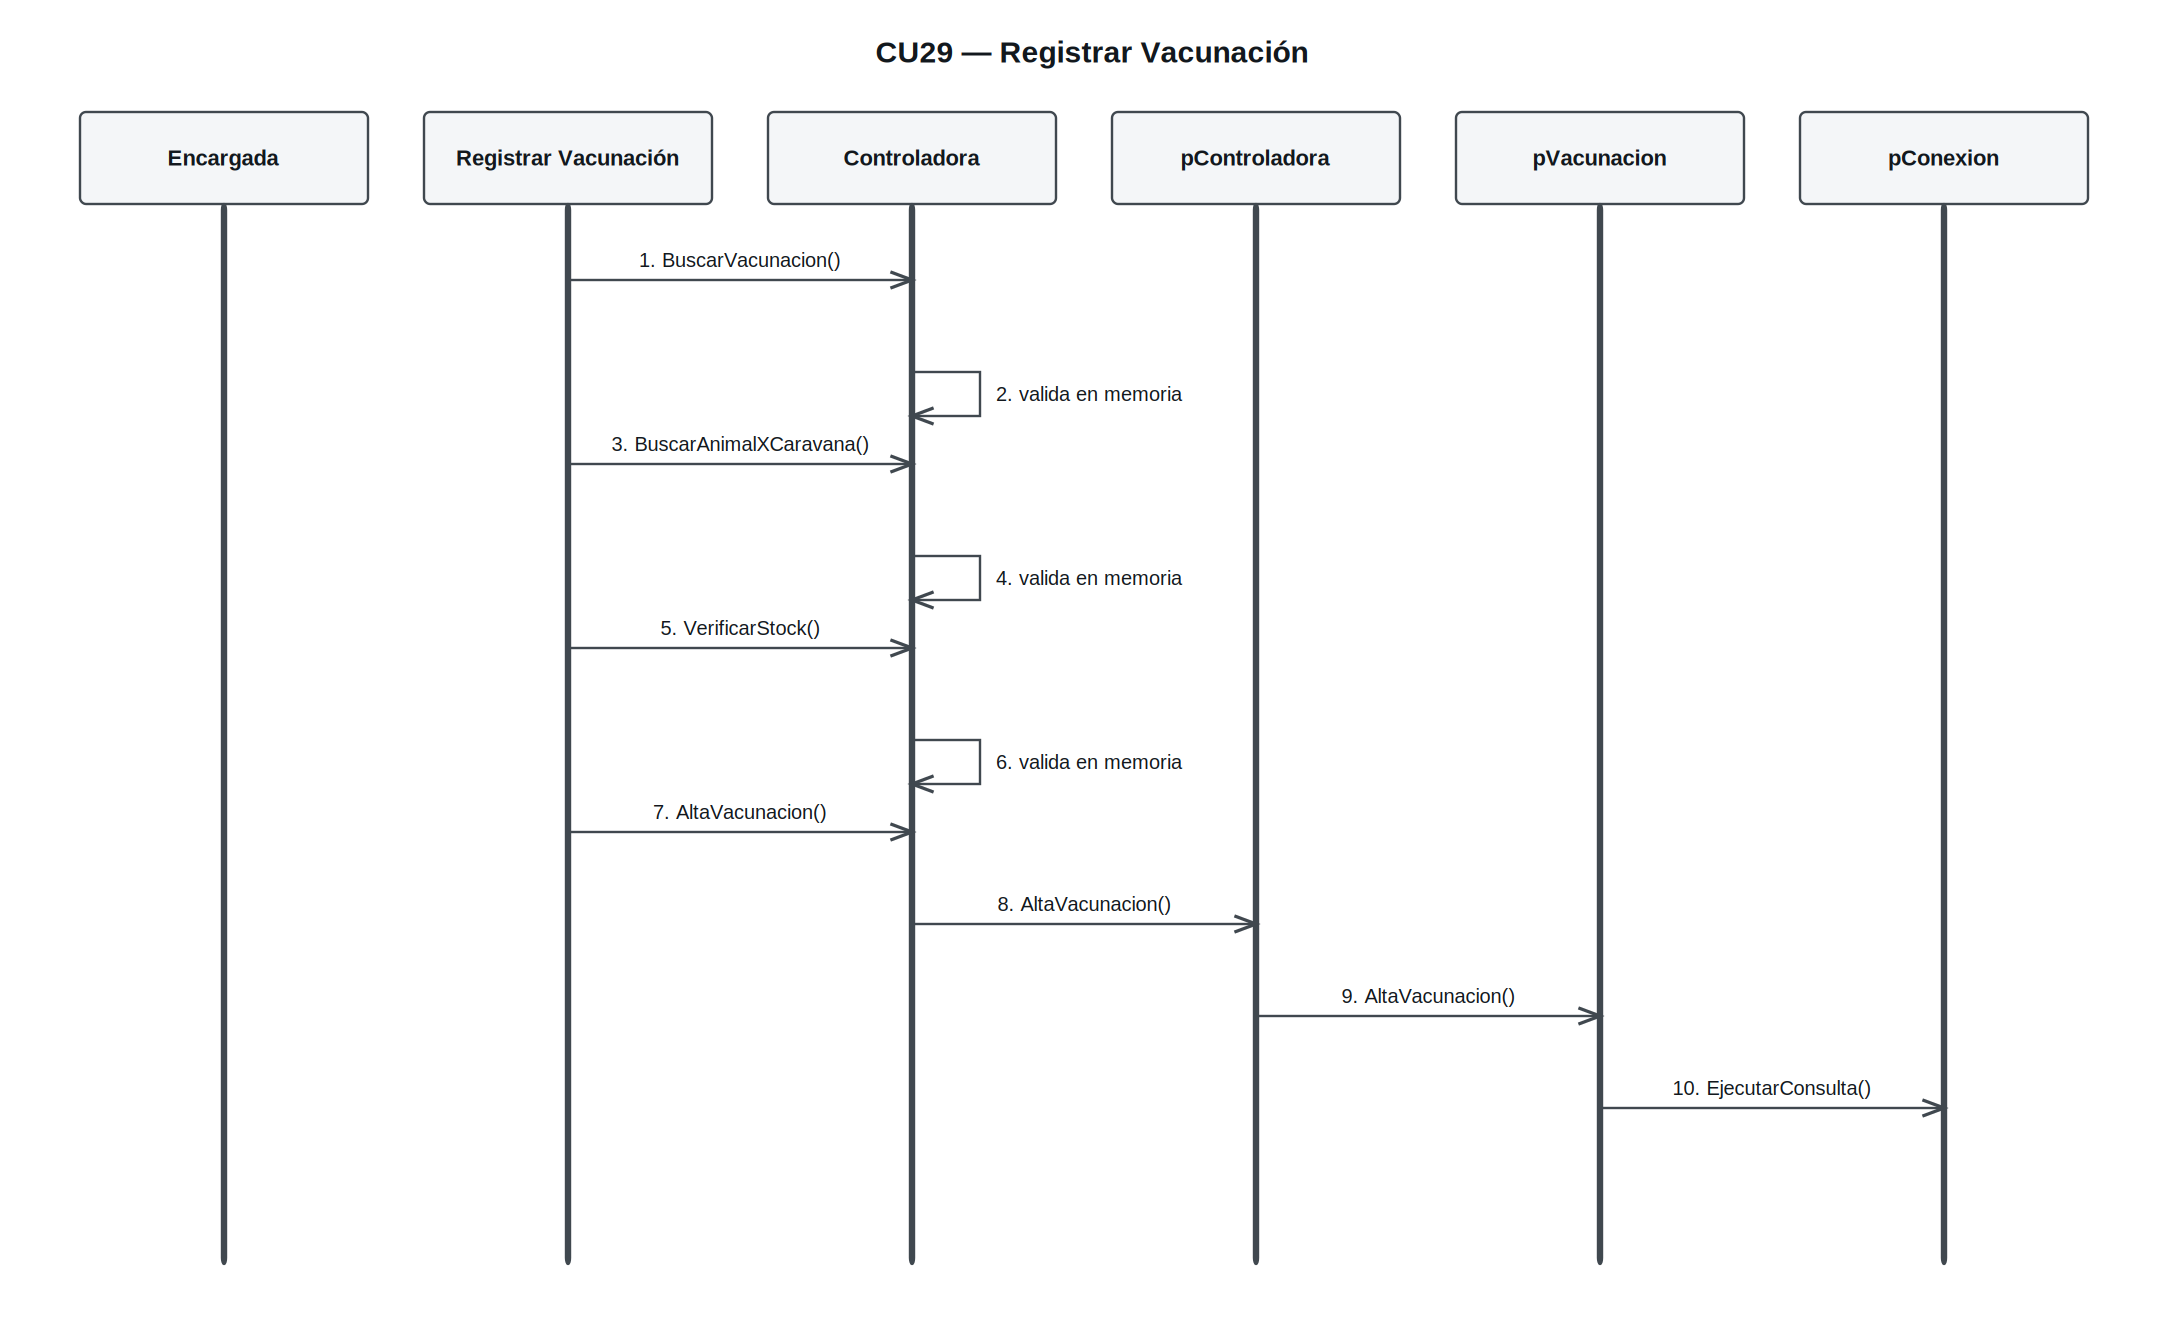 CU29 — Registrar Vacunación
Encargada
Registrar Vacunación
Controladora
pControladora
pVacunacion
pConexion
1. BuscarVacunacion()
2. valida en memoria
3. BuscarAnimalXCaravana()
4. valida en memoria
5. VerificarStock()
6. valida en memoria
7. AltaVacunacion()
8. AltaVacunacion()
9. AltaVacunacion()
10. EjecutarConsulta()